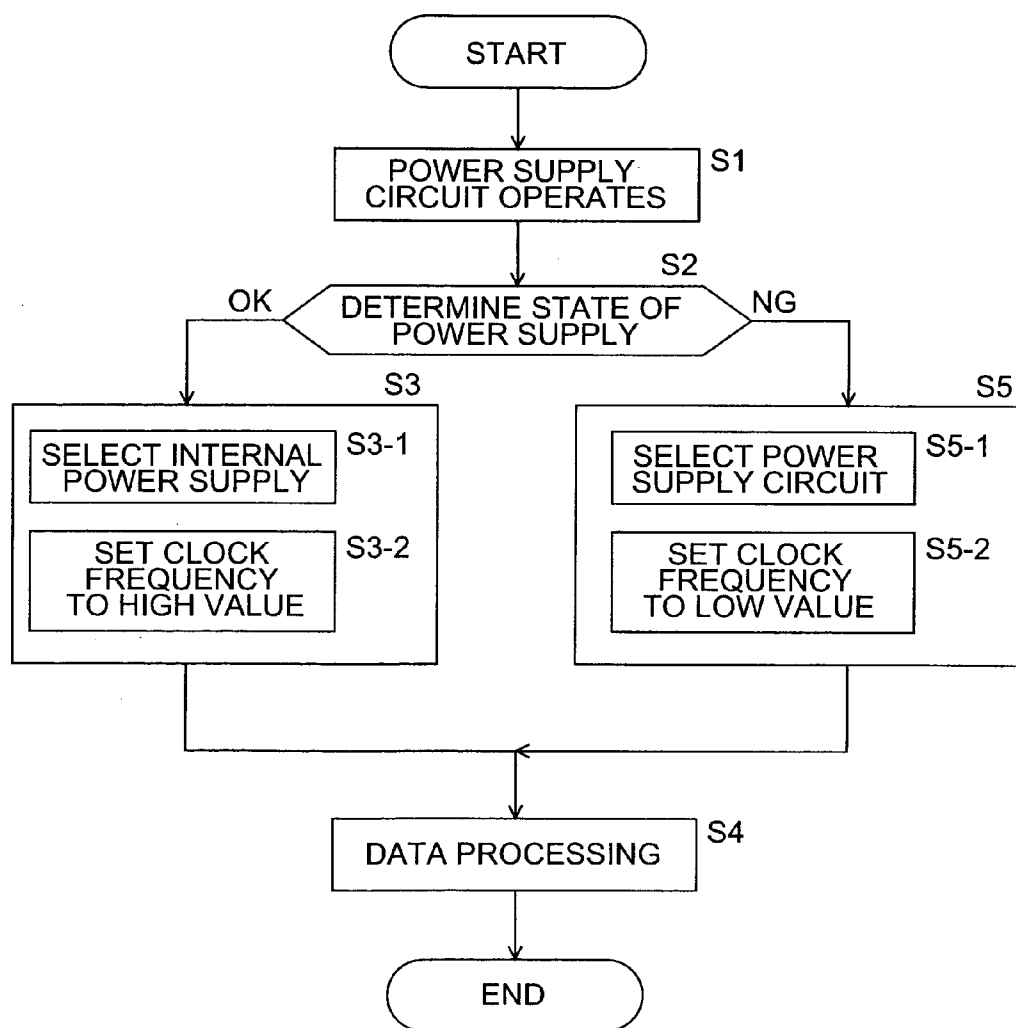 START
S1
POWER SUPPLY
CIRCUIT OPERATES
S2
OK
DETERMINE STATE OF
POWER SUPPLY
NG
S3
SELECT INTERNAL
POWER SUPPLY
S3-1
SET CLOCK
FREQUENCY
TO HIGH VALUE
S3-2
S5
SELECT POWER
SUPPLY CIRCUIT
S5-1
SET CLOCK
FREQUENCY
TO LOW VALUE
S5-2
DATA PROCESSING
S4
END